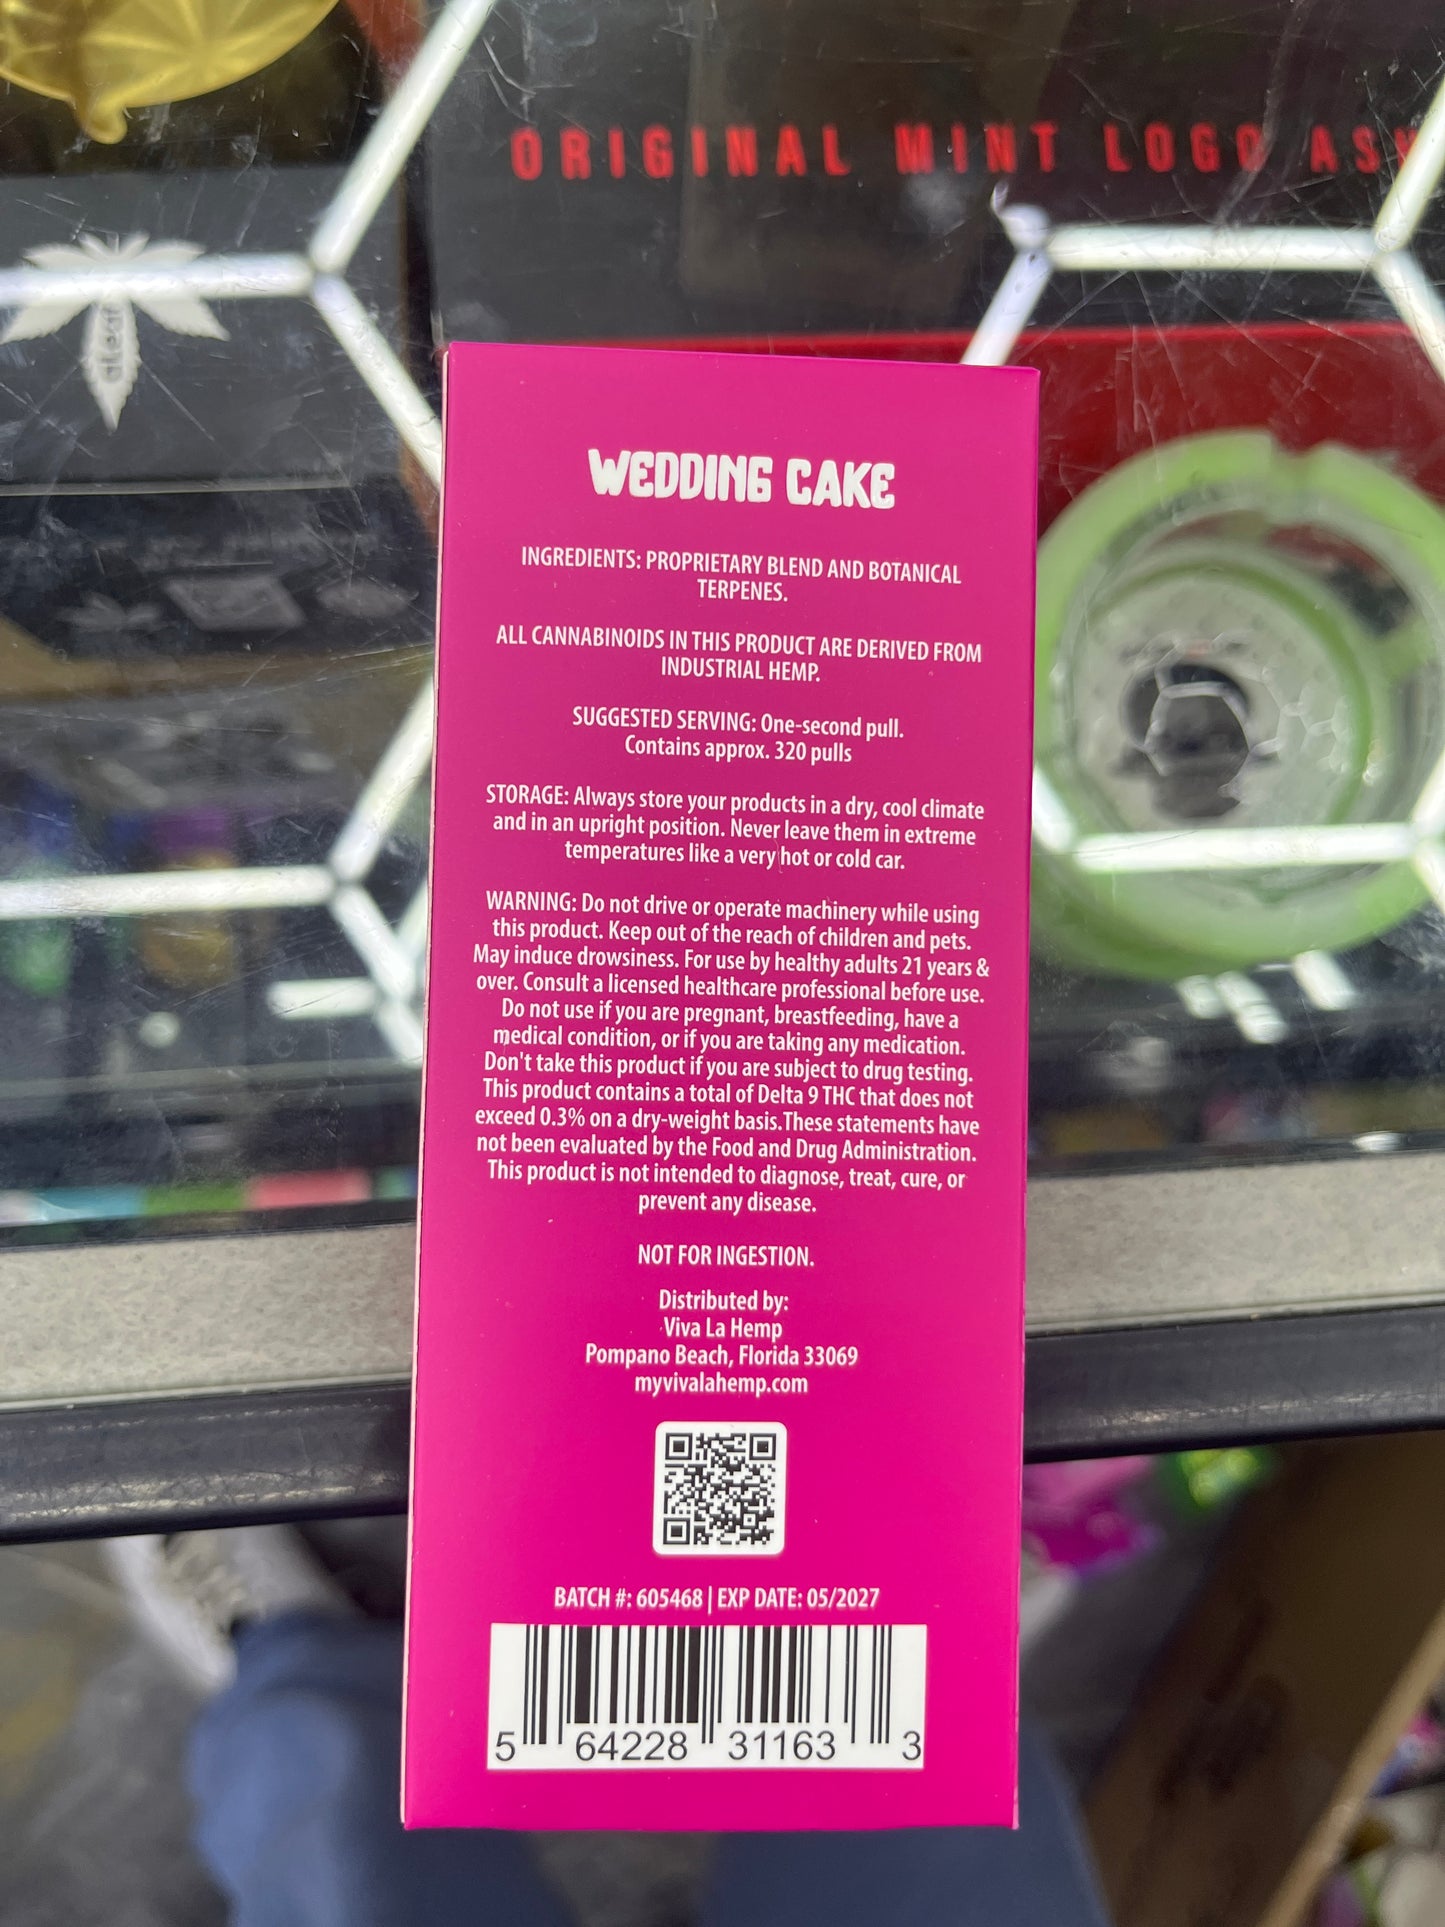 ORIGINAL MINT LOGO
dLeaf
WEDDING CAKE
INGREDIENTS: PROPRIETARY BLEND AND BOTANICAL
TERPENES.
ALL CANNABINOIDS IN THIS PRODUCT ARE DERIVED FROM
INDUSTRIAL HEMP.
SUGGESTED SERVING: One-second pull.
Contains approx. 320 pulls
STORAGE: Always store your products in a dry, cool climate
and in an upright position. Never leave them in extreme
temperatures like a very hot or cold car.
WARNING: Do not drive or operate machinery while using
this product. Keep out of the reach of children and pets.
May induce drowsiness. For use by healthy adults 21 years &
over. Consult a licensed healthcare professional before use.
Do not use if you are pregnant, breastfeeding, have a
medical condition, or if you are taking any medication.
Don't take this product if you are subject to drug testing.
This product contains a total of Delta 9 THC that does not
exceed 0.3% on a dry-weight basis.These statements have
not been evaluated by the Food and Drug Administration.
This product is not intended to diagnose, treat, cure, or
prevent any disease.
NOT FOR INGESTION.
Distributed by:
Viva La Hemp
Pompano Beach, Florida 33069
myvivalahemp.com
BATCH #: 605468 | EXP DATE: 05/2027
5 64228 31163 3